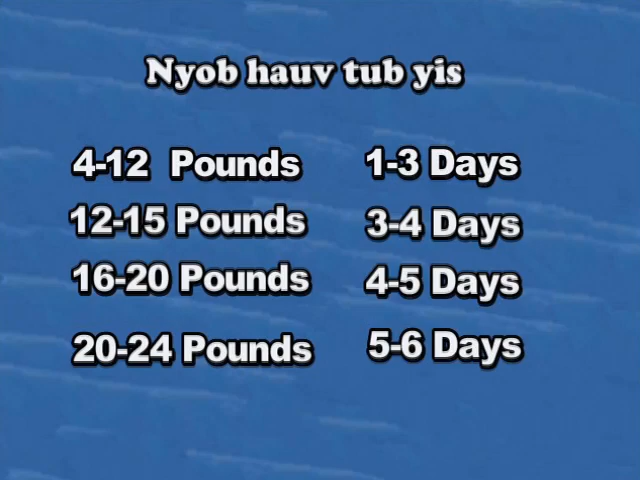 Nyob hauv tub yis
4-12 Pounds 1-3 Days
12-15 Pounds 3-4 Days
16-20 Pounds 4-5 Days
20-24 Pounds 5-6 Days